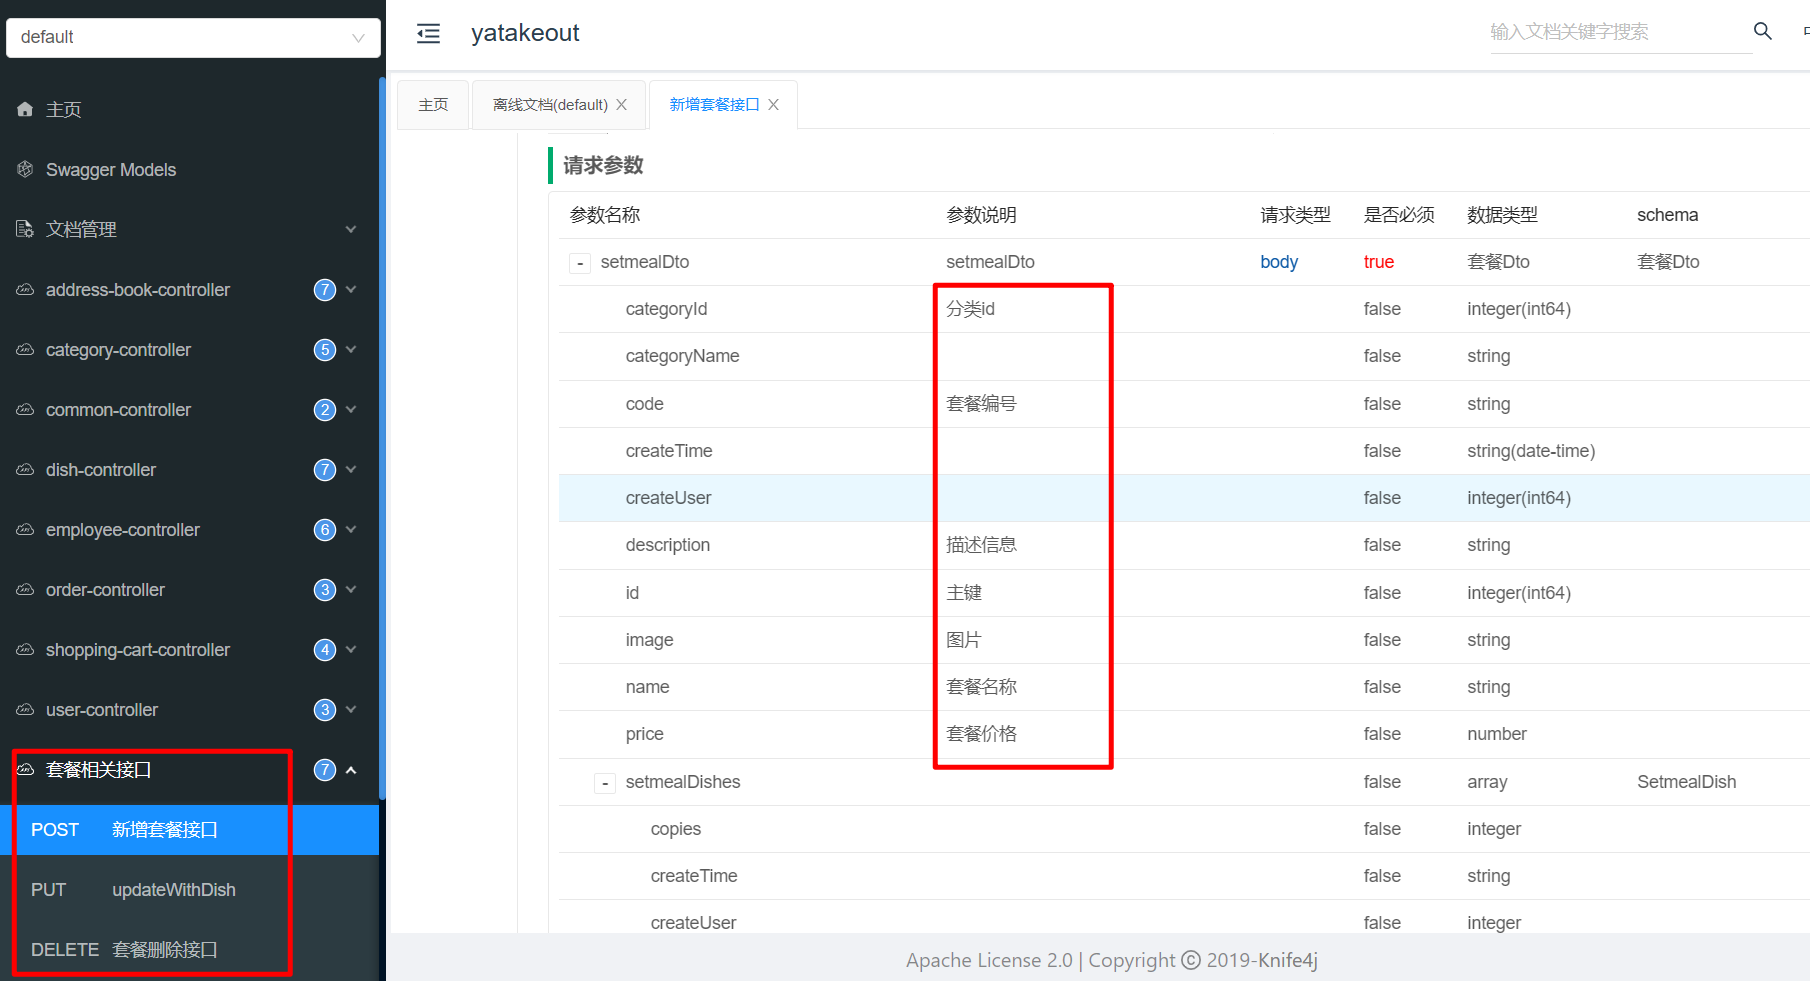 default
主页
Swagger Models
文档管理
address-book-controller 7
category-controller 5
common-controller 2
dish-controller 7
employee-controller 6
order-controller 3
shopping-cart-controller 4
user-controller 3
套餐相关接口 7
POST 新增套餐接口
PUT updateWithDish
DELETE 套餐删除接口
yatakeout
输入文档关键字搜索
主页 离线文档(default) 新增套餐接口
请求参数
参数名称 参数说明 请求类型 是否必须 数据类型 schema
- setmealDto setmealDto body true 套餐Dto 套餐Dto
categoryId 分类id false integer(int64)
categoryName false string
code 套餐编号 false string
createTime false string(date-time)
createUser false integer(int64)
description 描述信息 false string
id 主键 false integer(int64)
image 图片 false string
name 套餐名称 false string
price 套餐价格 false number
- setmealDishes false array SetmealDish
copies false integer
createTime false string
createUser false integer
Apache License 2.0 | Copyright © 2019-Knife4j